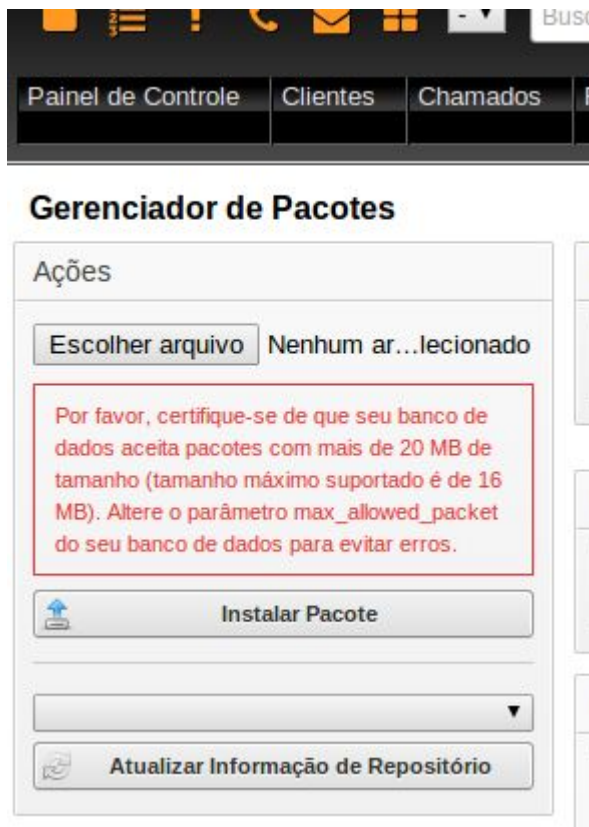 Painel de Controle
Clientes
Chamados
Gerenciador de Pacotes
Ações
Escolher arquivo
Nenhum ar...lecionado
Por favor, certifique-se de que seu banco de
dados aceita pacotes com mais de 20 MB de
tamanho (tamanho máximo suportado é de 16
MB). Altere o parâmetro max_allowed_packet
do seu banco de dados para evitar erros.
Instalar Pacote
Atualizar Informação de Repositório